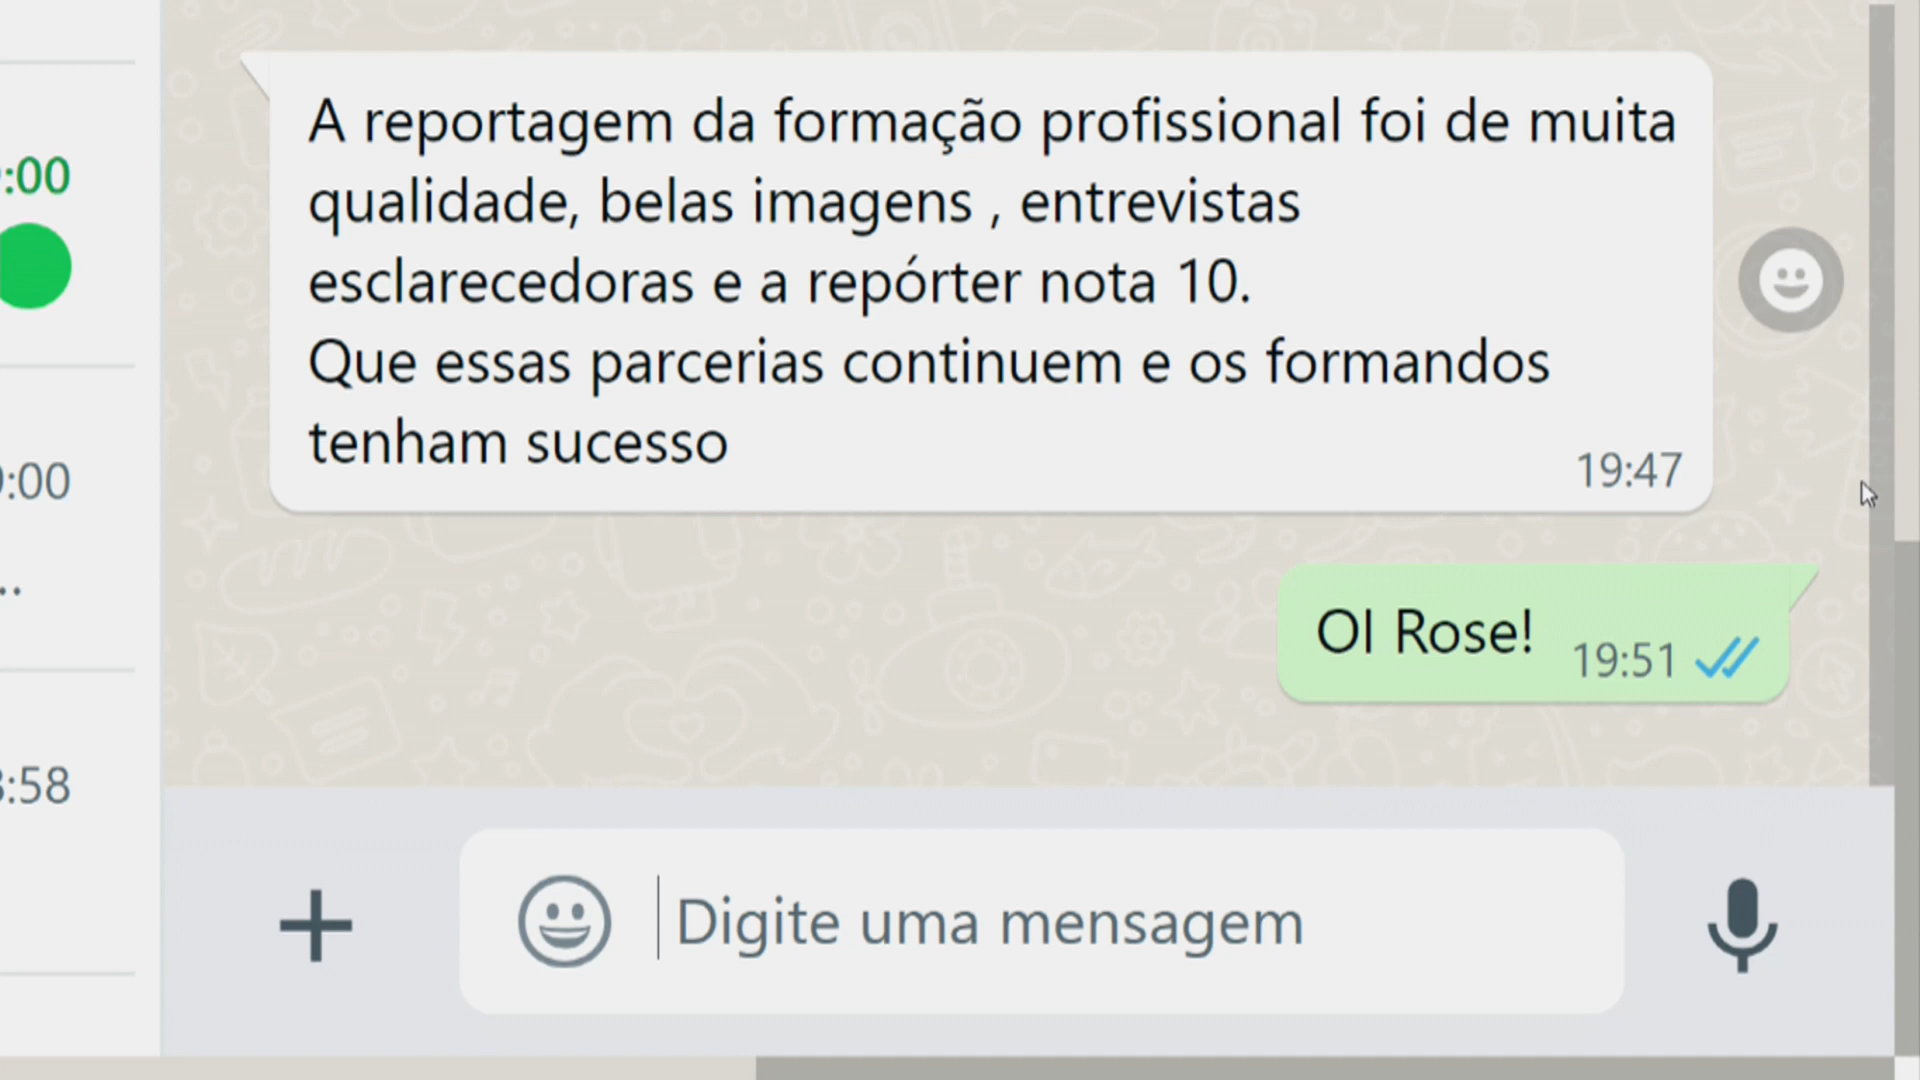 A reportagem da formação profissional foi de muita
qualidade, belas imagens , entrevistas
esclarecedoras e a repórter nota 10.
Que essas parcerias continuem e os formandos
tenham sucesso
19:47
OI Rose!
19:51
Digite uma mensagem
:00
:00
..
:58